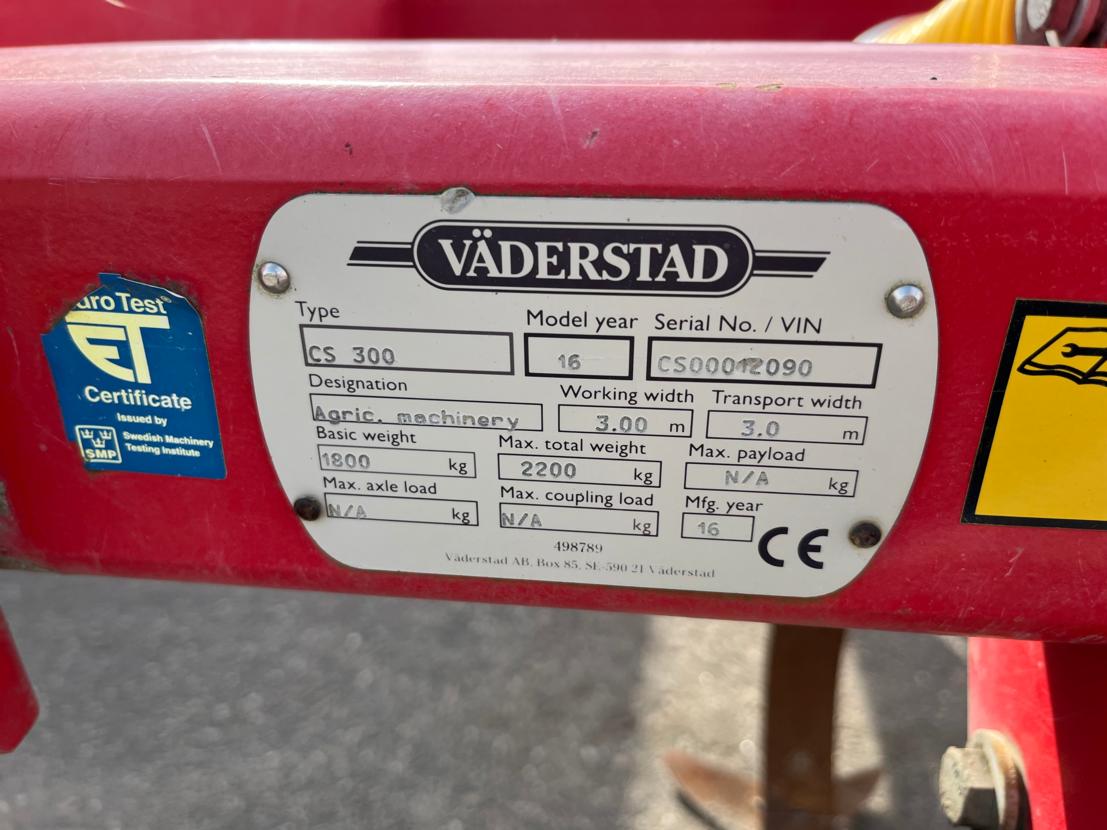 VÄDERSTAD
Type Model year Serial No. / VIN
CS 300 16 CS00012090
Designation Working width Transport width
Agric. machinery 3.00 m 3.0 m
Basic weight Max. total weight Max. payload
1800 kg 2200 kg N/A kg
Max. axle load Max. coupling load Mfg. year
N/A kg N/A kg 16
CE
498789
Väderstad AB, Box 85, SE-590 21 Väderstad
uro Test®
ET
Certificate
Issued by
SMP
Swedish Machinery
Testing Institute